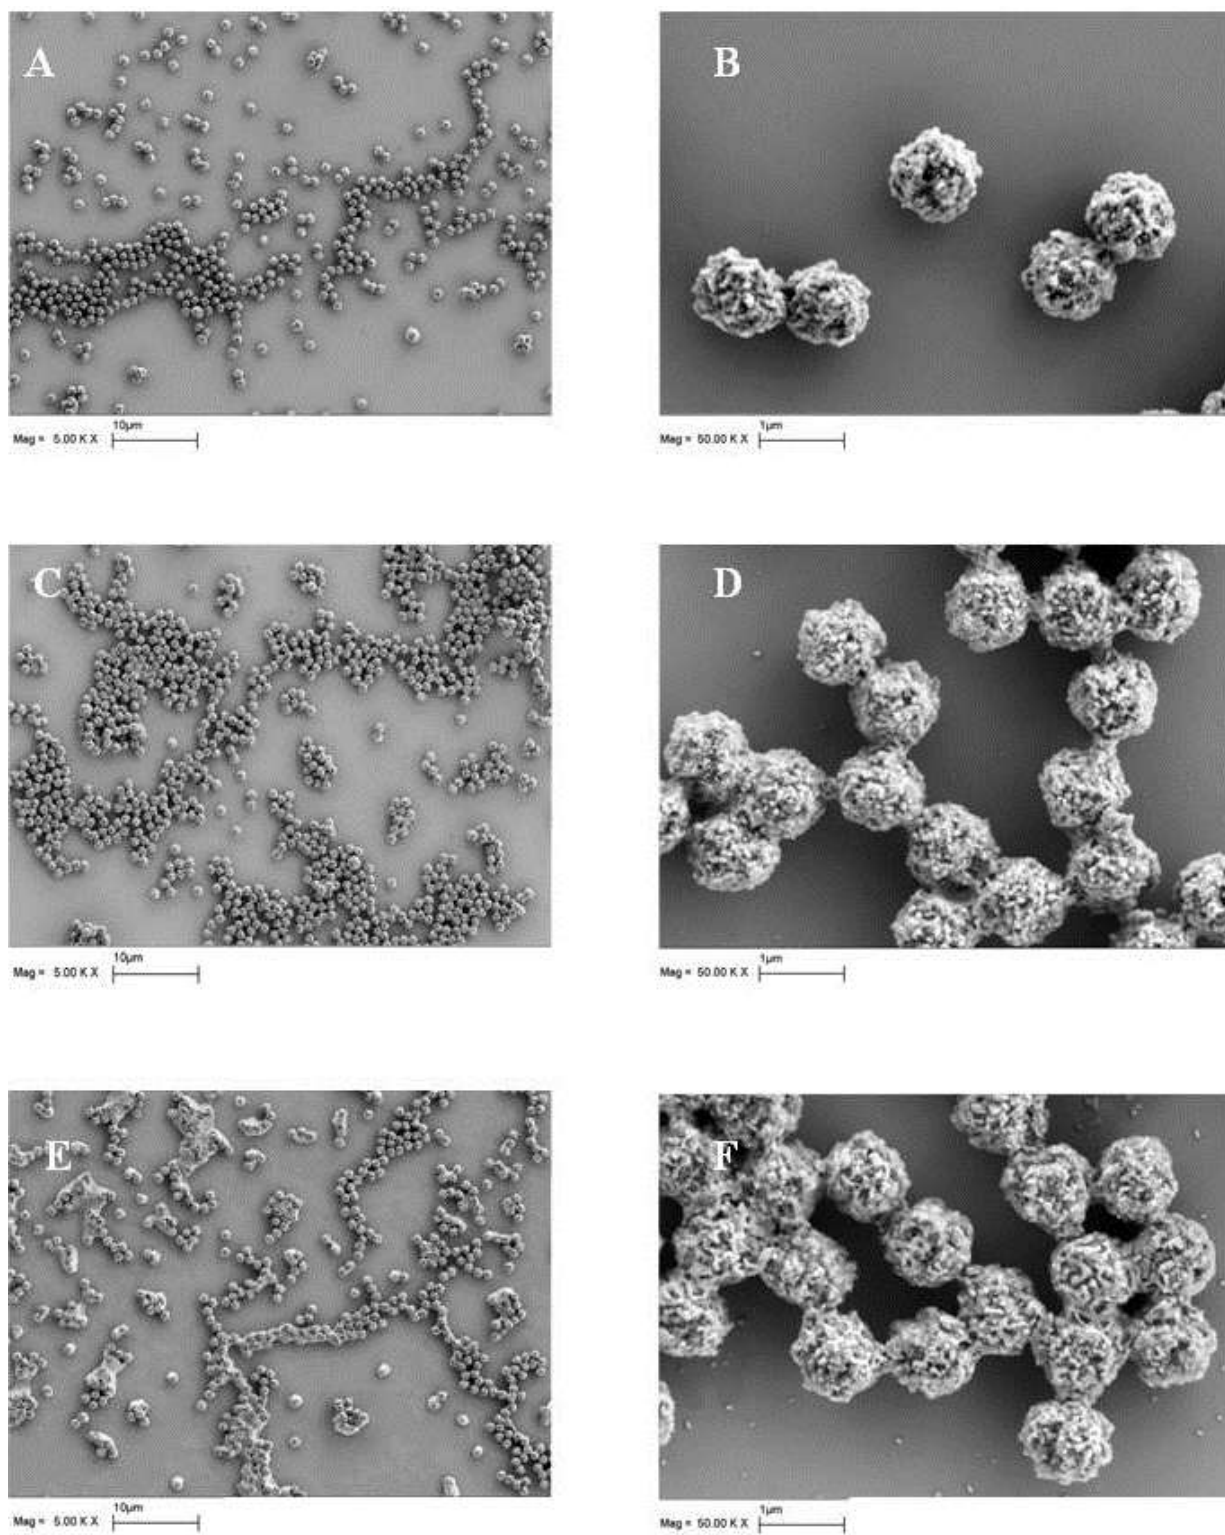 A
B
10µm
Mag = 5.00 K X
1µm
Mag = 50.00 K X
C
D
10µm
Mag = 5.00 K X
1µm
Mag = 50.00 K X
E
F
10µm
Mag = 5.00 K X
1µm
Mag = 50.00 K X